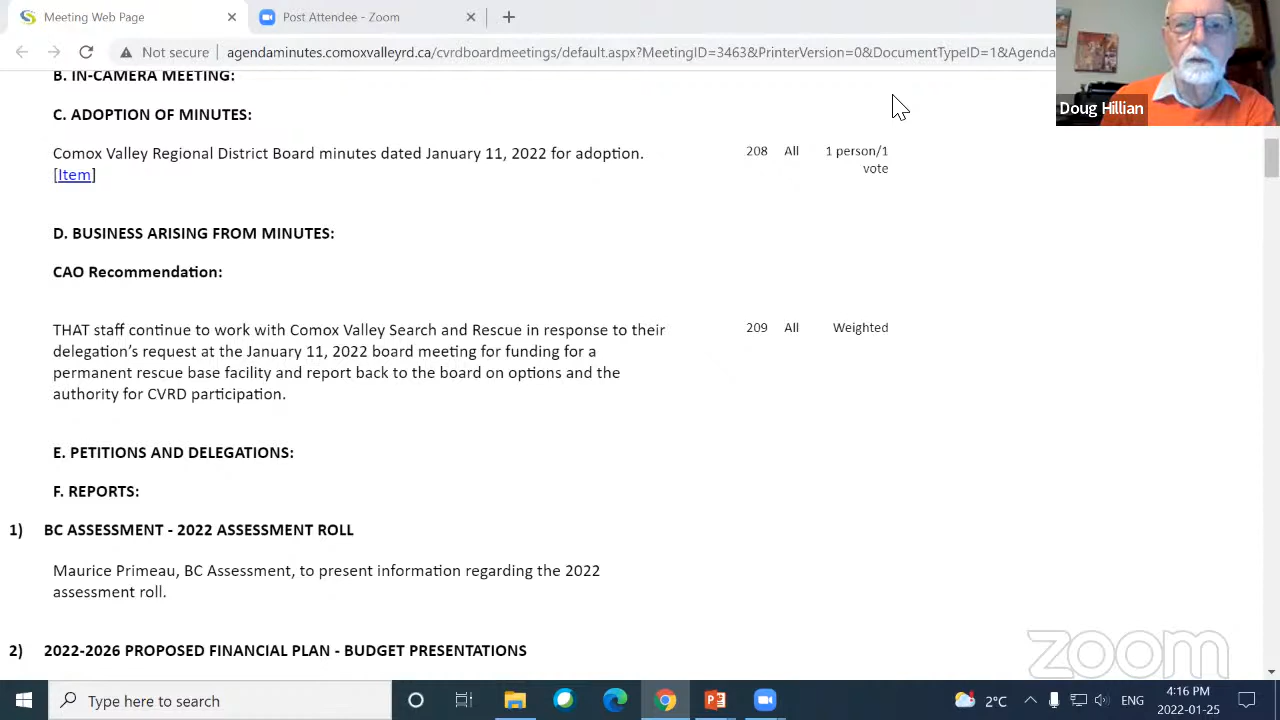 Meeting Web Page
Post Attendee - Zoom
Not secure
agendaminutes.comoxvalleyrd.ca/cvrdboardmeetings/default.aspx?MeetingID=3463&PrinterVersion=0&DocumentTypeID=1&Agenda
Doug Hillian
B. IN-CAMERA MEETING:
C. ADOPTION OF MINUTES:
Comox Valley Regional District Board minutes dated January 11, 2022 for adoption.
[Item]
208 All 1 person/1
vote
D. BUSINESS ARISING FROM MINUTES:
CAO Recommendation:
THAT staff continue to work with Comox Valley Search and Rescue in response to their
delegation's request at the January 11, 2022 board meeting for funding for a
permanent rescue base facility and report back to the board on options and the
authority for CVRD participation.
209 All Weighted
E. PETITIONS AND DELEGATIONS:
F. REPORTS:
1) BC ASSESSMENT - 2022 ASSESSMENT ROLL
Maurice Primeau, BC Assessment, to present information regarding the 2022
assessment roll.
2) 2022-2026 PROPOSED FINANCIAL PLAN - BUDGET PRESENTATIONS
zoom
Type here to search
2°C
ENG
4:16 PM
2022-01-25